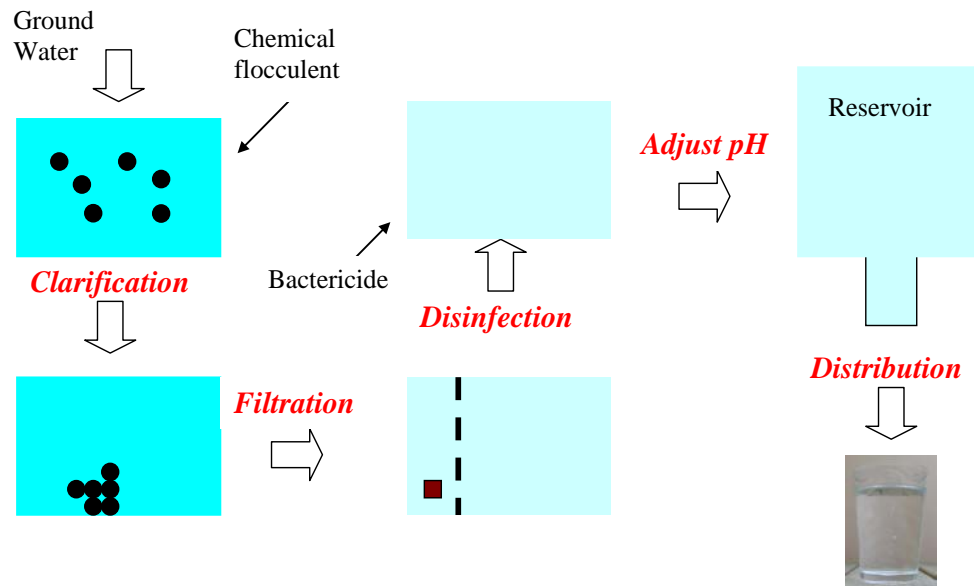 Ground
Water
Chemical
flocculent
Clarification
Filtration
Bactericide
Disinfection
Adjust pH
Reservoir
Distribution